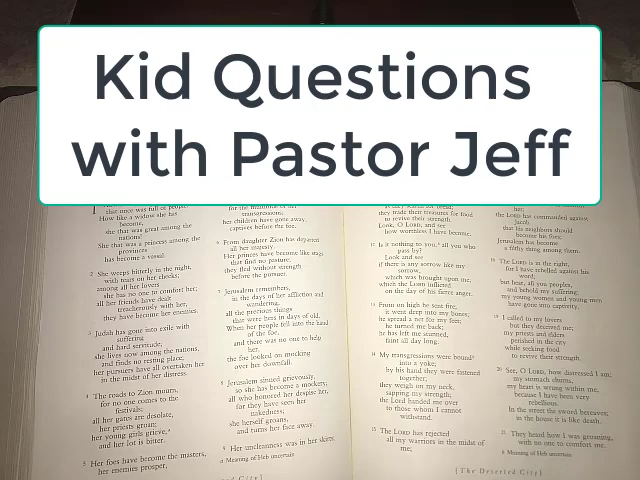 Kid Questions
with Pastor Jeff
that once was full of people!
How like a widow she has
become,
she that was great among the
nations!
She that was a princess among the
provinces
has become a vassal.
2 She weeps bitterly in the night,
with tears on her cheeks;
among all her lovers
she has no one to comfort her;
all her friends have dealt
treacherously with her,
they have become her enemies.
3 Judah has gone into exile with
suffering
and hard servitude;
she lives now among the nations,
and finds no resting place;
her pursuers have all overtaken her
in the midst of her distress.
4 The roads to Zion mourn,
for no one comes to the
festivals;
all her gates are desolate,
her priests groan;
her young girls grieve,
and her lot is bitter.
5 Her foes have become the masters,
her enemies prosper,
for the multitude of her
transgressions;
her children have gone away,
captives before the foe.
6 From daughter Zion has departed
all her majesty.
Her princes have become like stags
that find no pasture;
they fled without strength
before the pursuer.
7 Jerusalem remembers,
in the days of her affliction and
wandering,
all the precious things
that were hers in days of old.
When her people fell into the hand
of the foe,
and there was no one to help
her,
the foe looked on mocking
over her downfall.
8 Jerusalem sinned grievously,
so she has become a mockery;
all who honored her despise her,
for they have seen her
nakedness;
she herself groans,
and turns her face away.
9 Her uncleanness was in her skirts;
a Meaning of Heb uncertain
City]
they trade their treasures for food
to revive their strength.
Look, O LORD, and see
how worthless I have become.
12 Is it nothing to you, all you who
pass by?
Look and see
if there is any sorrow like my
sorrow,
which was brought upon me,
which the LORD inflicted
on the day of his fierce anger.
13 From on high he sent fire;
it went deep into my bones;
he spread a net for my feet;
he turned me back;
he has left me stunned,
faint all day long.
14 My transgressions were bound
into a yoke;
by his hand they were fastened
together;
they weigh on my neck,
sapping my strength;
the Lord handed me over
to those whom I cannot
withstand.
15 The LORD has rejected
all my warriors in the midst of
me;
the LORD has commanded against
Jacob
that his neighbors should
become his foes;
Jerusalem has become
a filthy thing among them.
18 The LORD is in the right,
for I have rebelled against his
word;
but hear, all you peoples,
and behold my suffering;
my young women and young men
have gone into captivity.
19 I called to my lovers
but they deceived me;
my priests and elders
perished in the city
while seeking food
to revive their strength.
20 See, O LORD, how distressed I am;
my stomach churns,
my heart is wrung within me,
because I have been very
rebellious.
In the street the sword bereaves;
in the house it is like death.
21 They heard how I was groaning,
with no one to comfort me.
b Meaning of Heb uncertain
[The Deserted City]